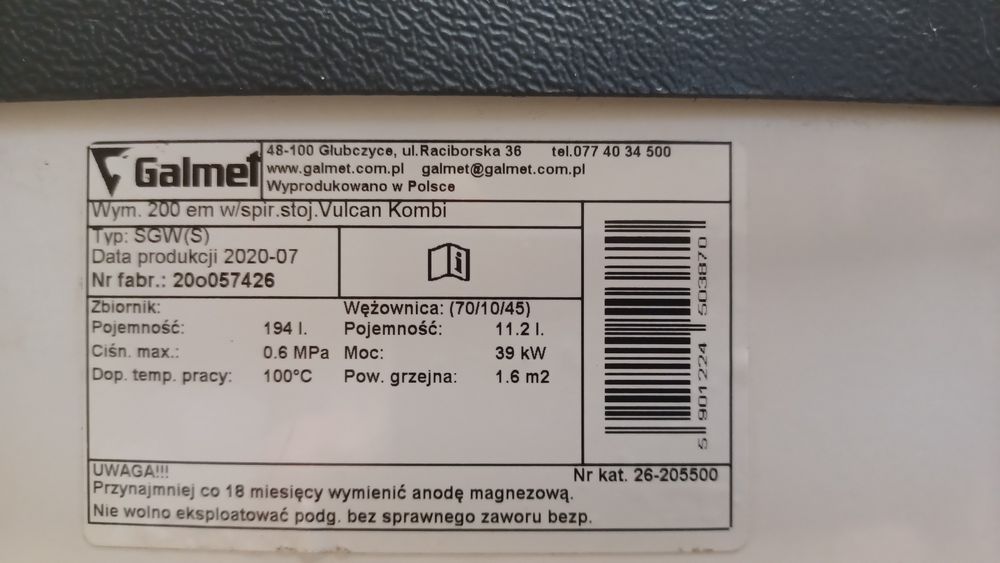 Galmet
48-100 Głubczyce, ul.Raciborska 36 tel.077 40 34 500
www.galmet.com.pl galmet@galmet.com.pl
Wyprodukowano w Polsce
Wym. 200 em w/spir.stoj.Vulcan Kombi
Typ: SGW(S)
Data produkcji 2020-07
Nr fabr.: 20o057426
Zbiornik:
Pojemność: 194 l.
Ciśn. max.: 0.6 MPa
Dop. temp. pracy: 100°C
Wężownica: (70/10/45)
Pojemność: 11.2 l.
Moc: 39 kW
Pow. grzejna: 1.6 m2
5 901224 503870
UWAGA!!!
Nr kat. 26-205500
Przynajmniej co 18 miesięcy wymienić anodę magnezową.
Nie wolno eksploatować podg. bez sprawnego zaworu bezp.